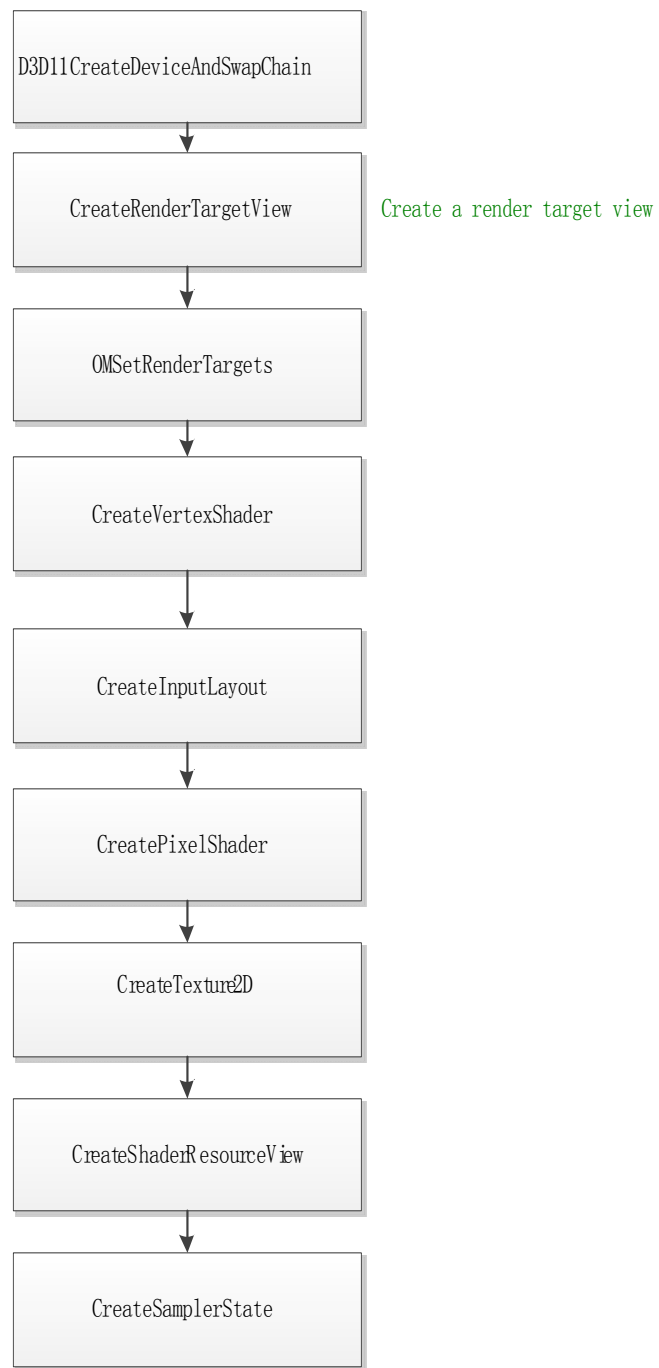 D3D11CreateDeviceAndSwapChain
CreateRenderTargetView
Create a render target view
OMSetRenderTargets
CreateVertexShader
CreateInputLayout
CreatePixelShader
CreateTexture2D
CreateShaderResourceView
CreateSamplerState